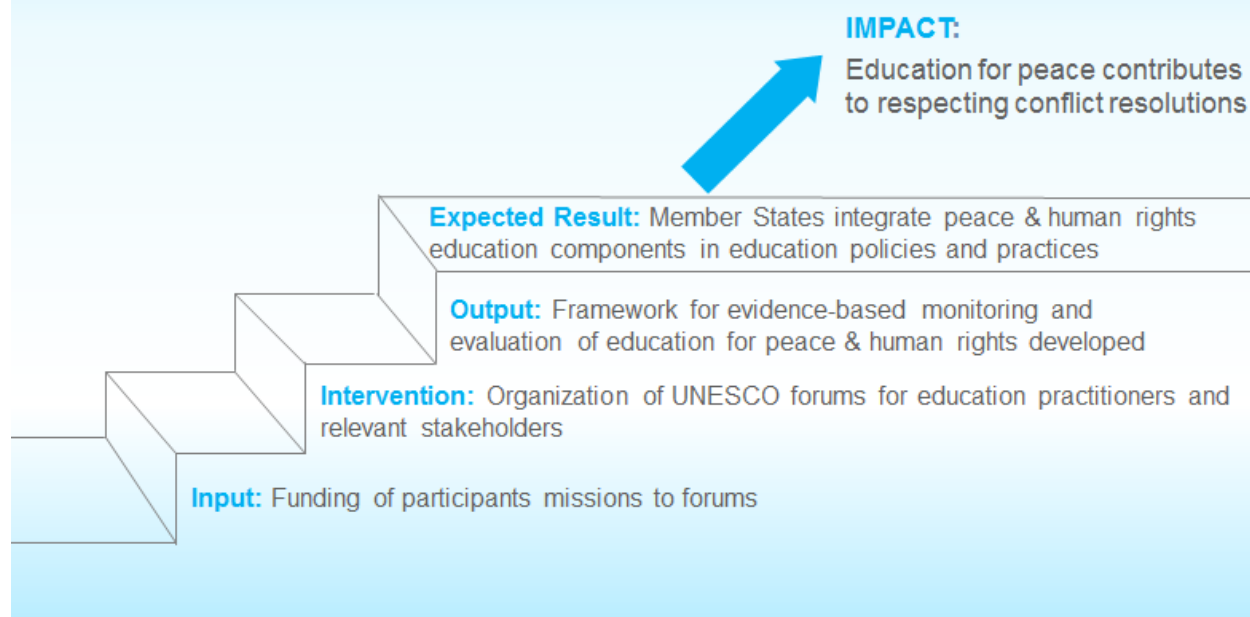 IMPACT:
Education for peace contributes
to respecting conflict resolutions
Expected Result: Member States integrate peace & human rights
education components in education policies and practices
Output: Framework for evidence-based monitoring and
evaluation of education for peace & human rights developed
Intervention: Organization of UNESCO forums for education practitioners and
relevant stakeholders
Input: Funding of participants missions to forums